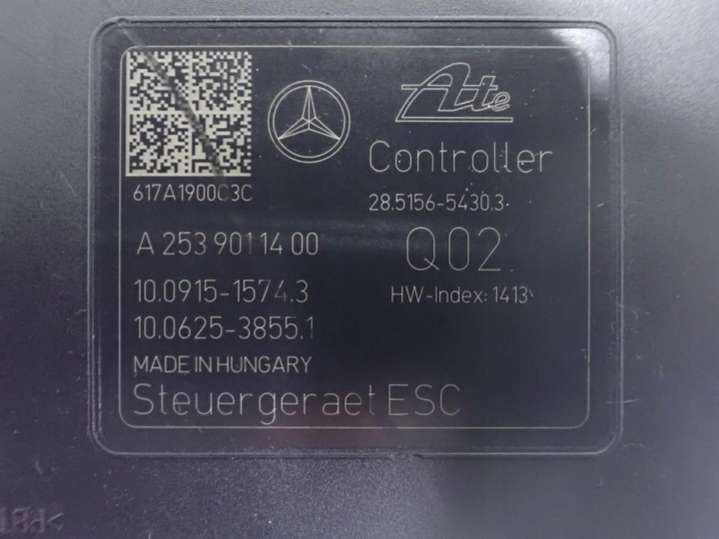 Ate
Controller
617A190003C
28.5156-5430.3
A 253 901 14 00
Q02
10.0915-1574.3
HW-Index: 1413
10.0625-3855.1
MADE IN HUNGARY
Steuergeraet ESC